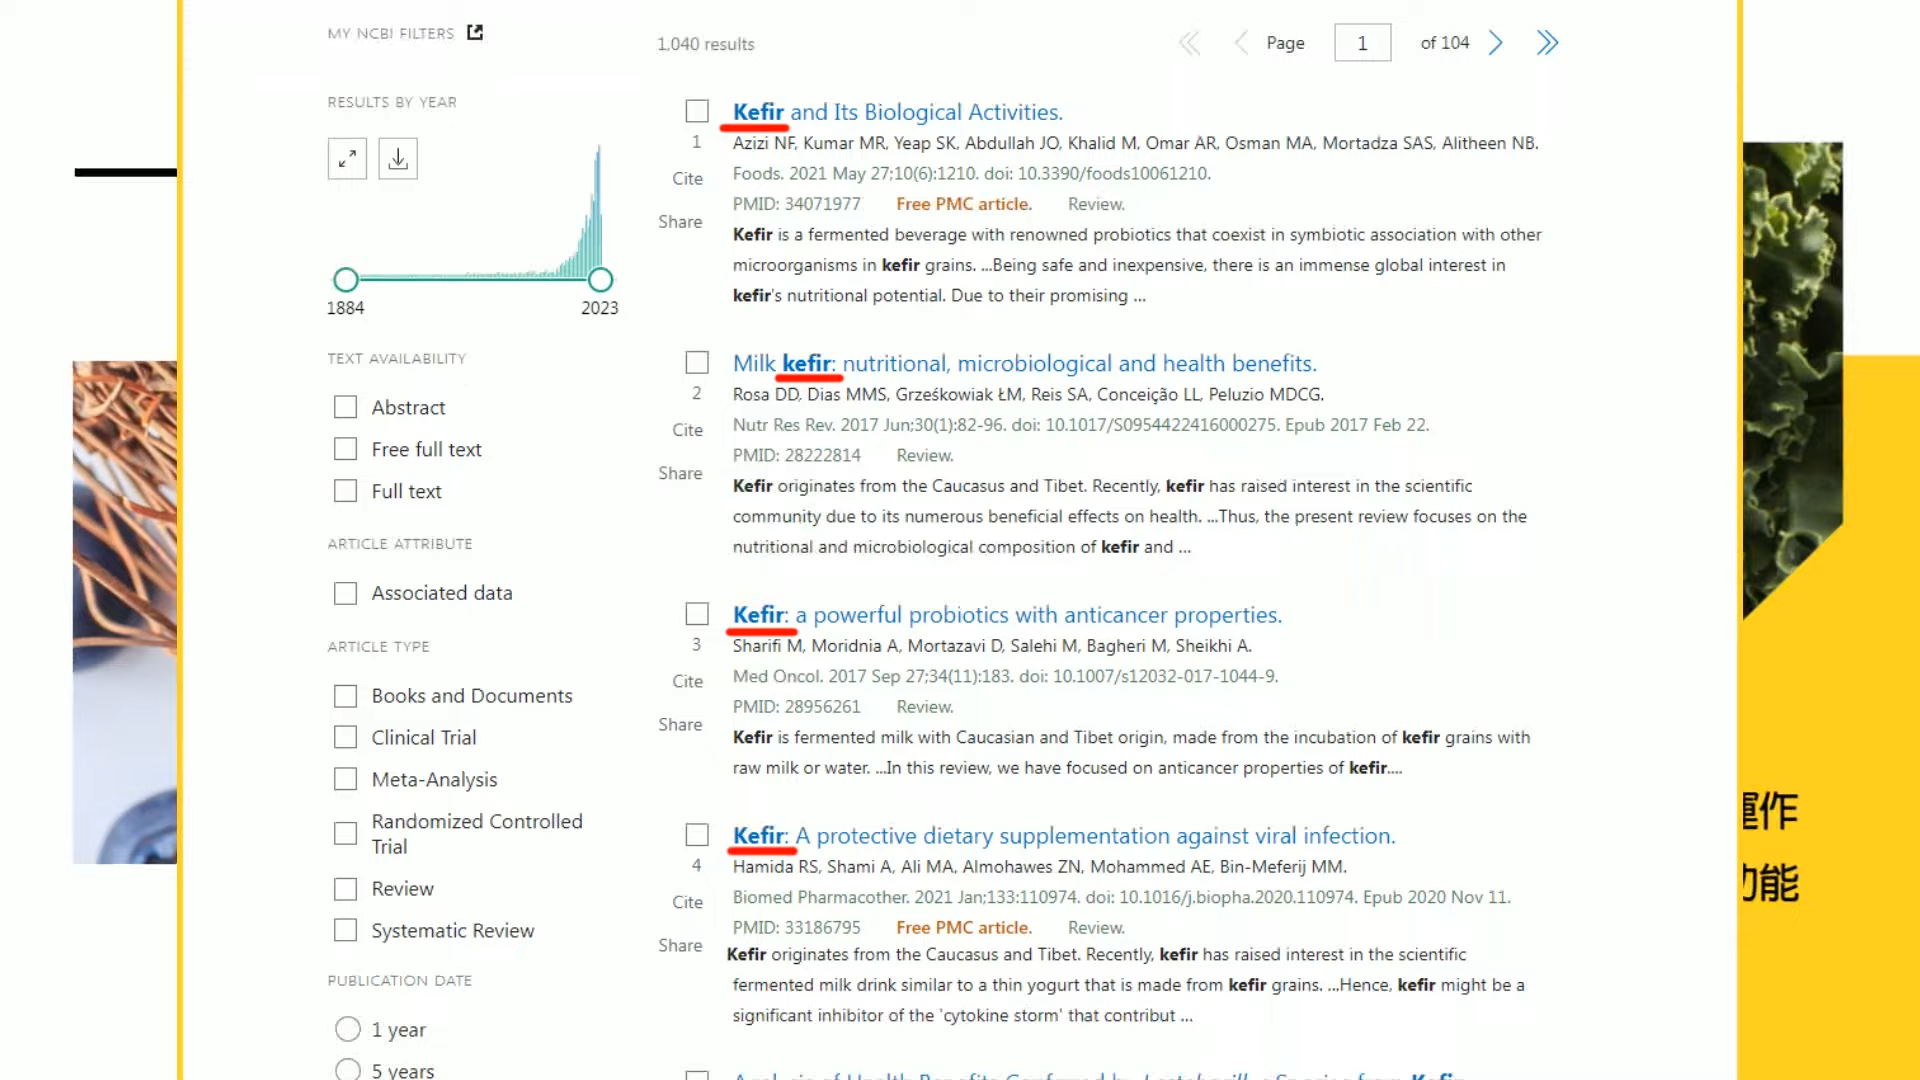 MY NCBI FILTERS
1,040 results
Page 1 of 104
RESULTS BY YEAR
1884
2023
TEXT AVAILABILITY
Abstract
Free full text
Full text
ARTICLE ATTRIBUTE
Associated data
ARTICLE TYPE
Books and Documents
Clinical Trial
Meta-Analysis
Randomized Controlled
Trial
Review
Systematic Review
PUBLICATION DATE
1 year
5 years
Kefir and Its Biological Activities.
1
Cite
Share
Azizi NF, Kumar MR, Yeap SK, Abdullah JO, Khalid M, Omar AR, Osman MA, Mortadza SAS, Alitheen NB.
Foods. 2021 May 27;10(6):1210. doi: 10.3390/foods10061210.
PMID: 34071977 Free PMC article. Review.
Kefir is a fermented beverage with renowned probiotics that coexist in symbiotic association with other
microorganisms in kefir grains. ...Being safe and inexpensive, there is an immense global interest in
kefir's nutritional potential. Due to their promising ...
Milk kefir: nutritional, microbiological and health benefits.
2
Cite
Share
Rosa DD, Dias MMS, Grześkowiak ŁM, Reis SA, Conceição LL, Peluzio MDCG.
Nutr Res Rev. 2017 Jun;30(1):82-96. doi: 10.1017/S0954422416000275. Epub 2017 Feb 22.
PMID: 28222814 Review.
Kefir originates from the Caucasus and Tibet. Recently, kefir has raised interest in the scientific
community due to its numerous beneficial effects on health. ...Thus, the present review focuses on the
nutritional and microbiological composition of kefir and ...
Kefir: a powerful probiotics with anticancer properties.
3
Cite
Share
Sharifi M, Moridnia A, Mortazavi D, Salehi M, Bagheri M, Sheikhi A.
Med Oncol. 2017 Sep 27;34(11):183. doi: 10.1007/s12032-017-1044-9.
PMID: 28956261 Review.
Kefir is fermented milk with Caucasian and Tibet origin, made from the incubation of kefir grains with
raw milk or water. ...In this review, we have focused on anticancer properties of kefir....
Kefir: A protective dietary supplementation against viral infection.
4
Cite
Share
Hamida RS, Shami A, Ali MA, Almohawes ZN, Mohammed AE, Bin-Meferij MM.
Biomed Pharmacother. 2021 Jan;133:110974. doi: 10.1016/j.biopha.2020.110974. Epub 2020 Nov 11.
PMID: 33186795 Free PMC article. Review.
Kefir originates from the Caucasus and Tibet. Recently, kefir has raised interest in the scientific
fermented milk drink similar to a thin yogurt that is made from kefir grains. ...Hence, kefir might be a
significant inhibitor of the 'cytokine storm' that contribut ...
作
能